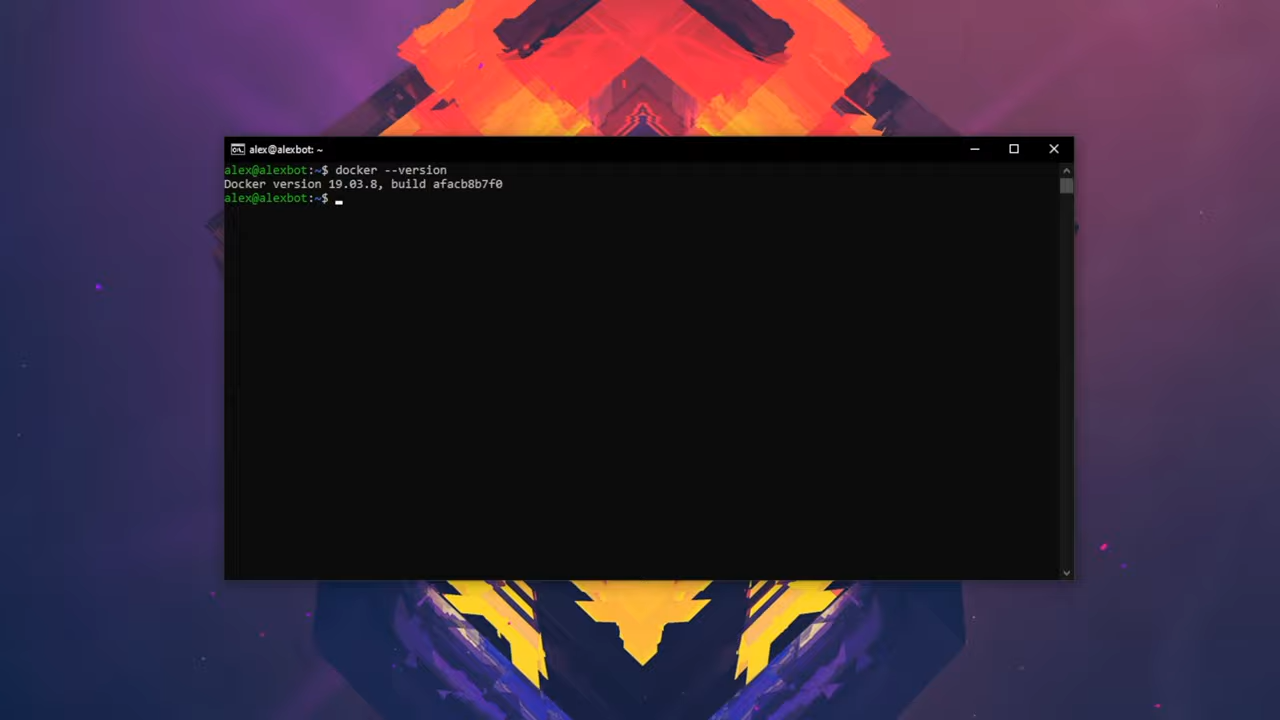 alex@alexbot: ~
alex@alexbot:~$ docker --version
Docker version 19.03.8, build afacb8b7f0
alex@alexbot:~$